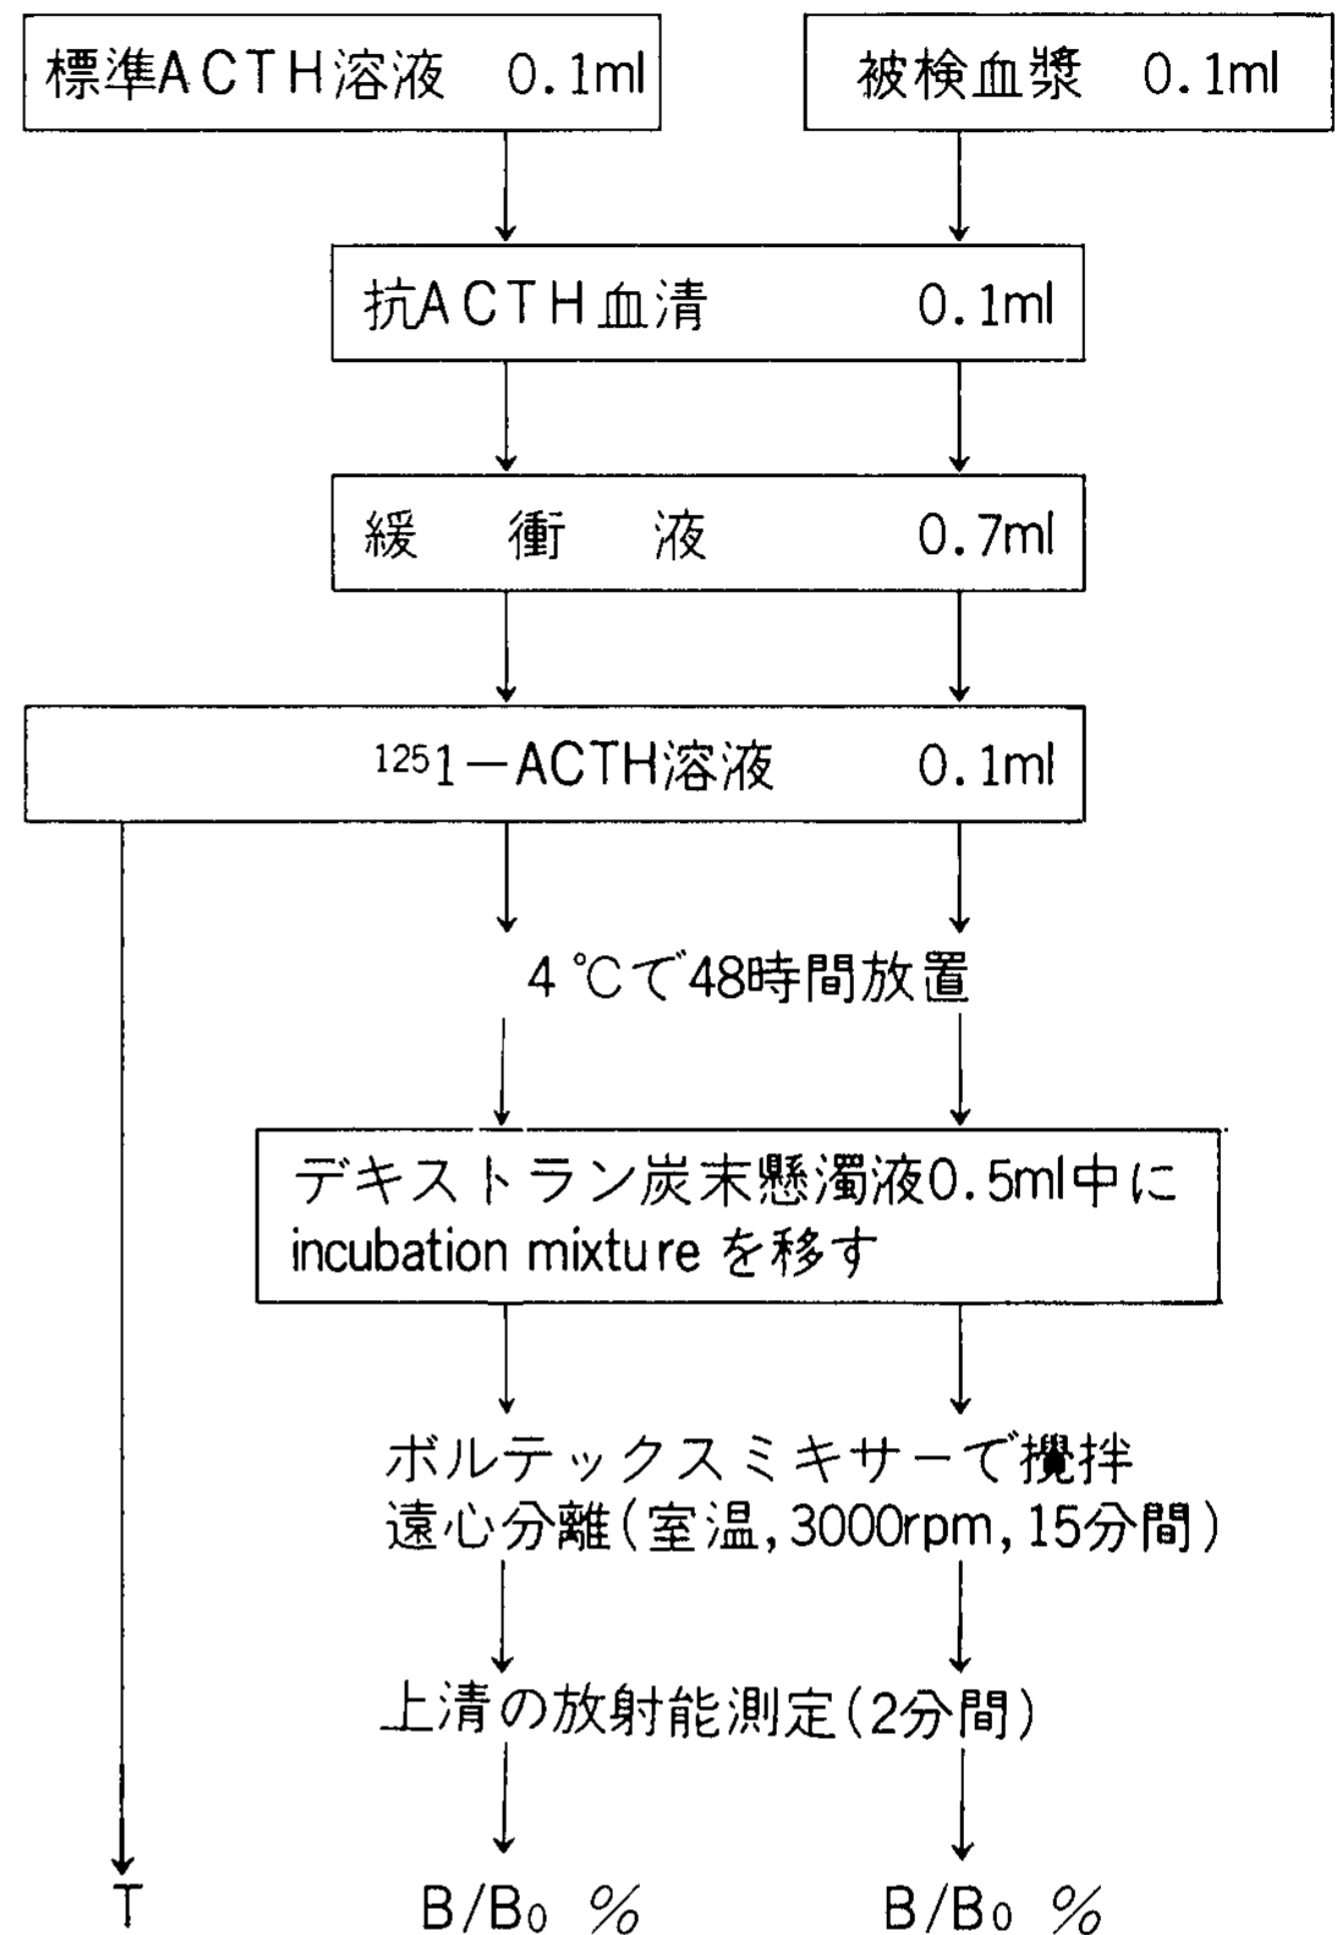 標準ACTH溶液 0.1ml
被検血漿 0.1ml
抗ACTH血清 0.1ml
緩衝液 0.7ml
¹²⁵1−ACTH溶液 0.1ml
4℃で48時間放置
デキストラン炭末懸濁液0.5ml中に
incubation mixtureを移す
ボルテックスミキサーで攪拌
遠心分離(室温,3000rpm,15分間)
上清の放射能測定(2分間)
T
B/B₀ %
B/B₀ %